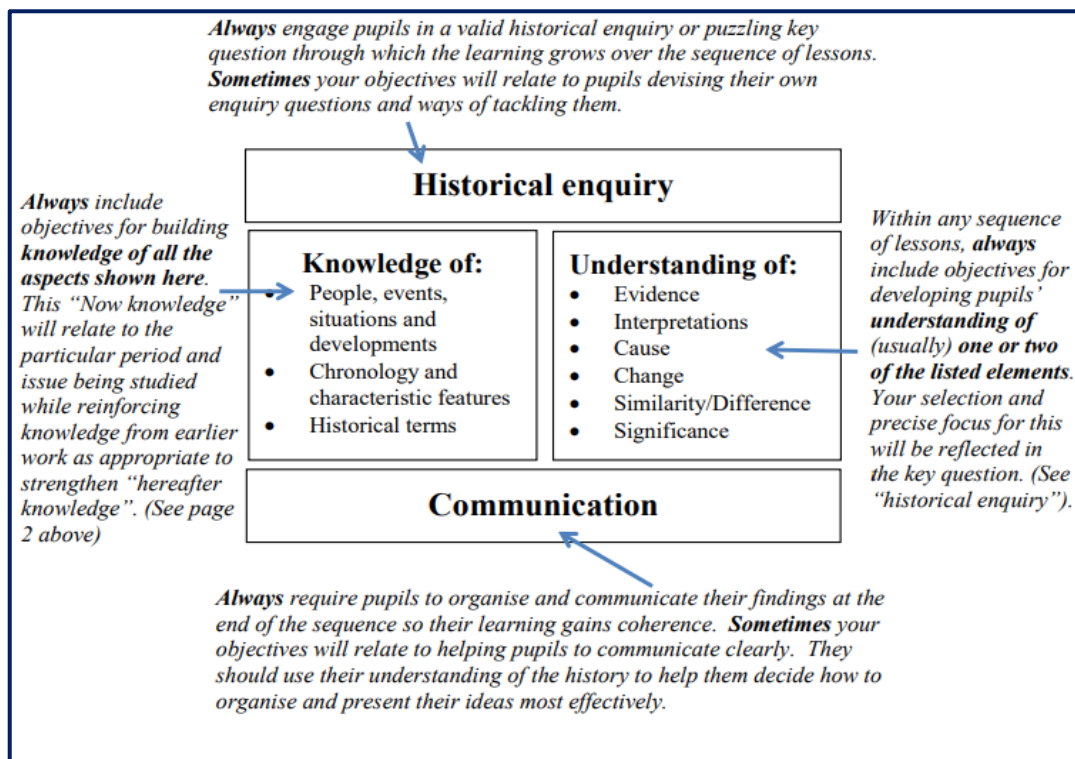 Always engage pupils in a valid historical enquiry or puzzling key
question through which the learning grows over the sequence of lessons.
Sometimes your objectives will relate to pupils devising their own
enquiry questions and ways of tackling them.
Historical enquiry
Always include
objectives for building
knowledge of all the
aspects shown here.
This “Now knowledge”
will relate to the
particular period and
issue being studied
while reinforcing
knowledge from earlier
work as appropriate to
strengthen “hereafter
knowledge”. (See page
2 above)
Knowledge of:
• People, events,
situations and
developments
• Chronology and
characteristic features
• Historical terms
Understanding of:
• Evidence
• Interpretations
• Cause
• Change
• Similarity/Difference
• Significance
Within any sequence
of lessons, always
include objectives for
developing pupils’
understanding of
(usually) one or two
of the listed elements.
Your selection and
precise focus for this
will be reflected in
the key question. (See
“historical enquiry”).
Communication
Always require pupils to organise and communicate their findings at the
end of the sequence so their learning gains coherence. Sometimes your
objectives will relate to helping pupils to communicate clearly. They
should use their understanding of the history to help them decide how to
organise and present their ideas most effectively.